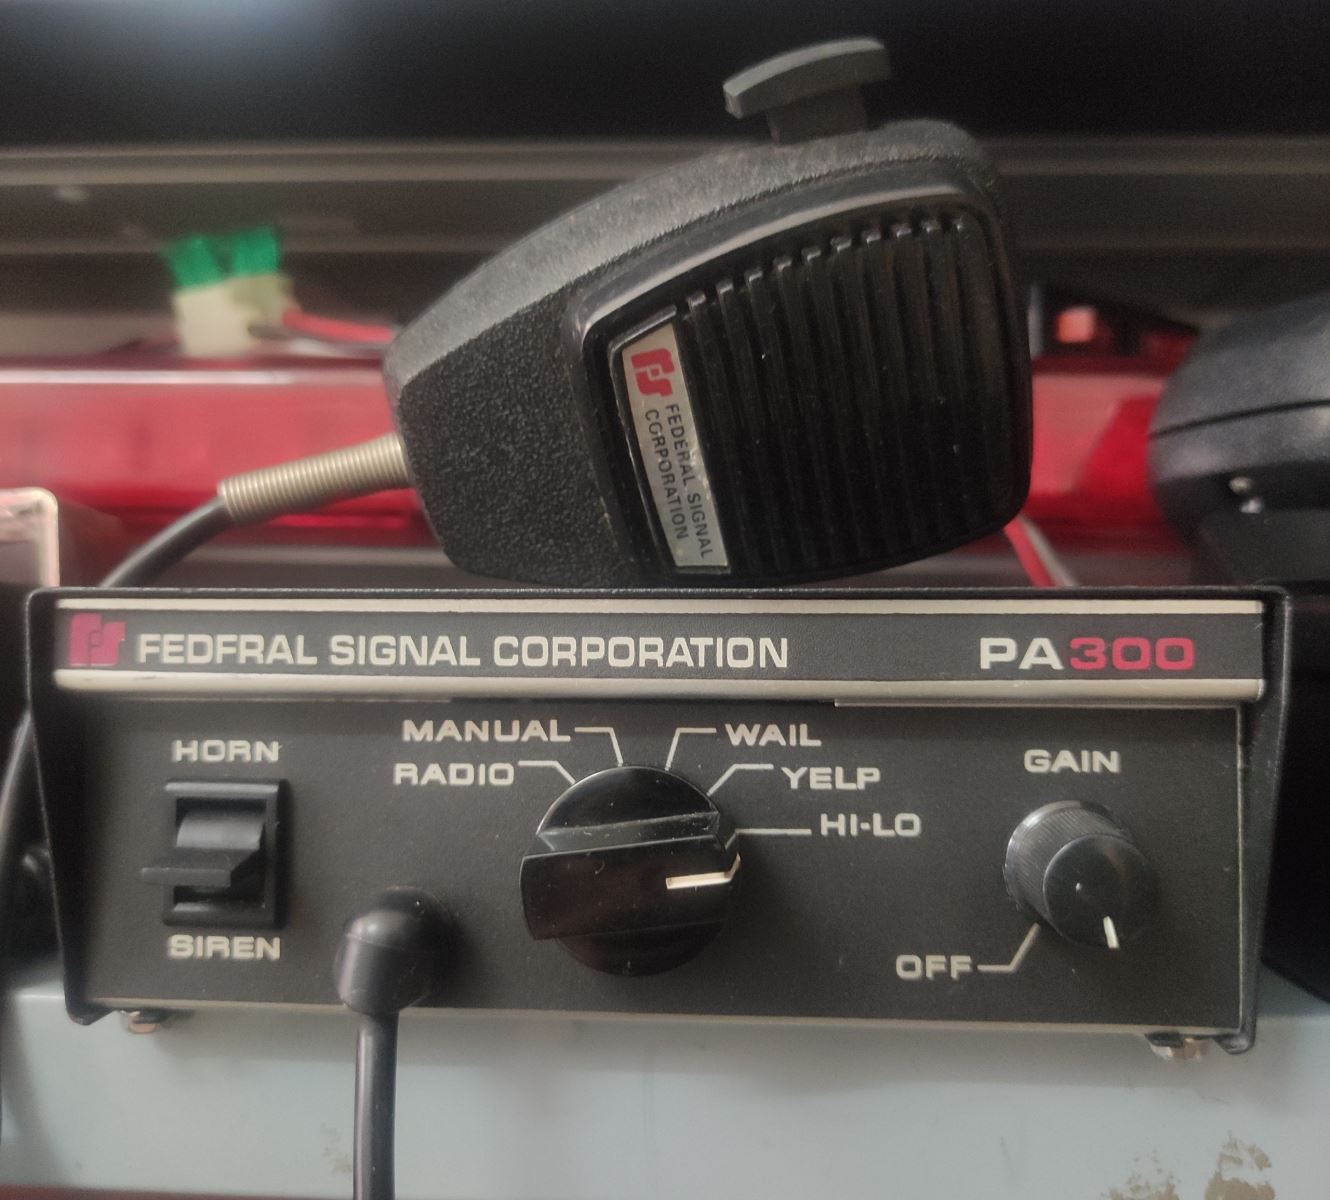 FEDERAL SIGNAL
CORPORATION
FEDFRAL SIGNAL CORPORATION PA300
HORN
SIREN
MANUAL
RADIO
WAIL
YELP
HI-LO
GAIN
OFF